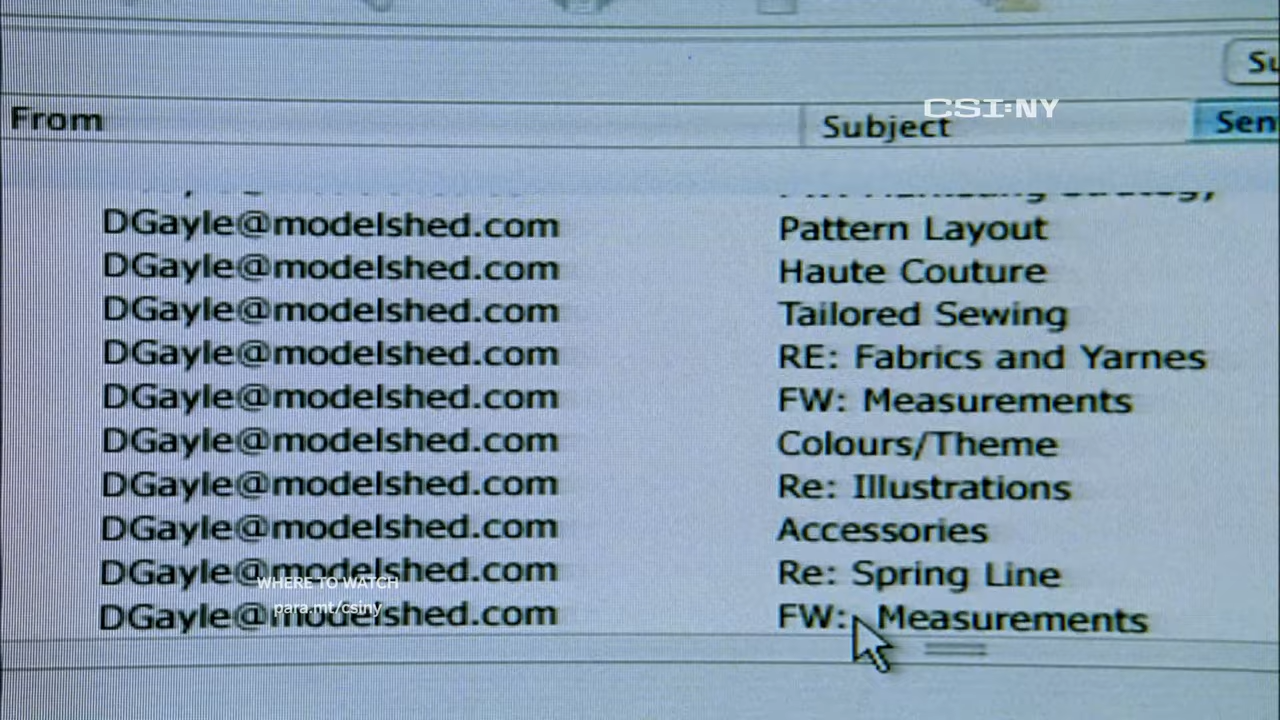 Su
CSI:NY
From Subject Sen
DGayle@modelshed.com Pattern Layout
DGayle@modelshed.com Haute Couture
DGayle@modelshed.com Tailored Sewing
DGayle@modelshed.com RE: Fabrics and Yarnes
DGayle@modelshed.com FW: Measurements
DGayle@modelshed.com Colours/Theme
DGayle@modelshed.com Re: Illustrations
DGayle@modelshed.com Accessories
DGayle@modelshed.com Re: Spring Line
WHERE TO WATCH
para.mt/csiny
DGayle@modelshed.com FW: Measurements